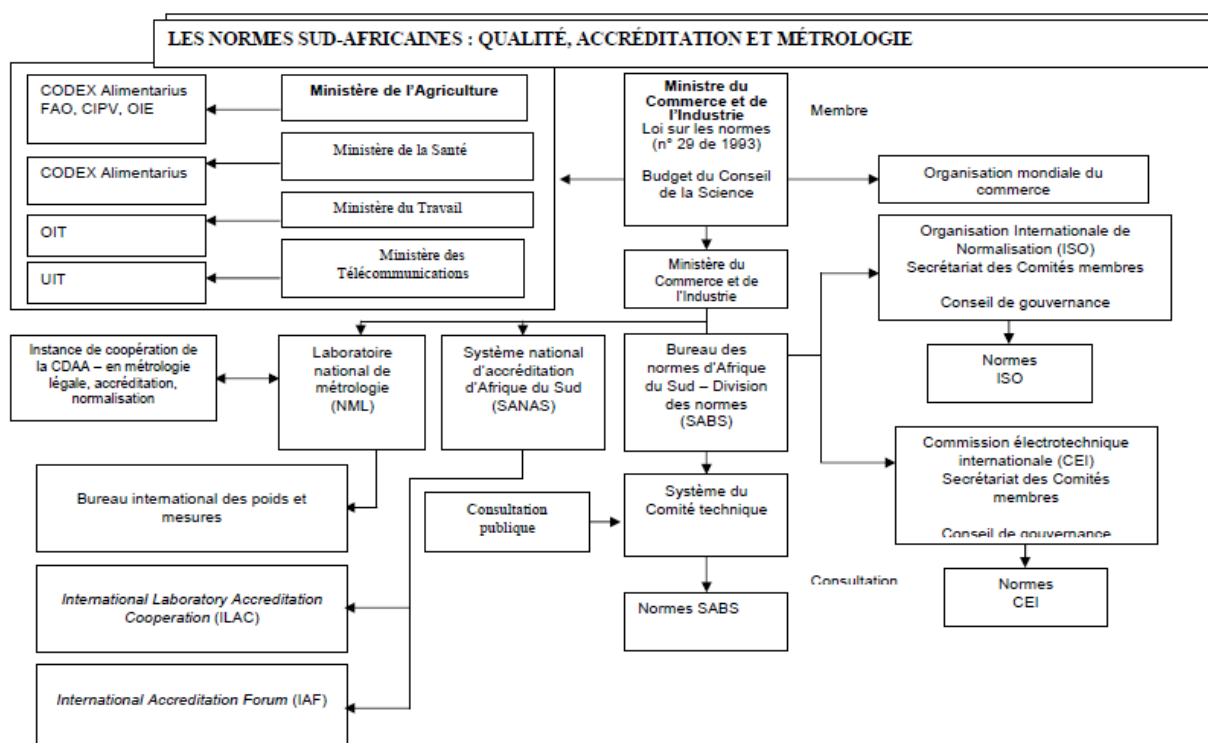 LES NORMES SUD-AFRICAINES : QUALITÉ, ACCRÉDITATION ET MÉTROLOGIE
CODEX Alimentarius
FAO, CIPV, OIE
Ministère de l'Agriculture
CODEX Alimentarius
Ministère de la Santé
OIT
Ministère du Travail
UIT
Ministère des
Télécommunications
Ministre du
Commerce et de
l'Industrie
Loi sur les normes
(n° 29 de 1993)
Budget du Conseil
de la Science
Membre
Organisation mondiale du
commerce
Organisation Internationale de
Normalisation (ISO)
Secrétariat des Comités
membres
Conseil de gouvernance
Normes
ISO
Ministère du
Commerce et de
l'Industrie
Instance de coopération de
la CDAA – en métrologie
légale, accréditation,
normalisation
Laboratoire
national de
métrologie
(NML)
Système national
d'accréditation
d'Afrique du Sud
(SANAS)
Bureau des
normes d'Afrique
du Sud – Division
des normes
(SABS)
Commission électrotechnique
internationale (CEI)
Secrétariat des Comités
membres
Conseil de gouvernance
Normes
CEI
Bureau international des poids et
mesures
Consultation
publique
Système du
Comité technique
Consultation
International Laboratory Accreditation
Cooperation (ILAC)
Normes SABS
International Accreditation Forum (IAF)